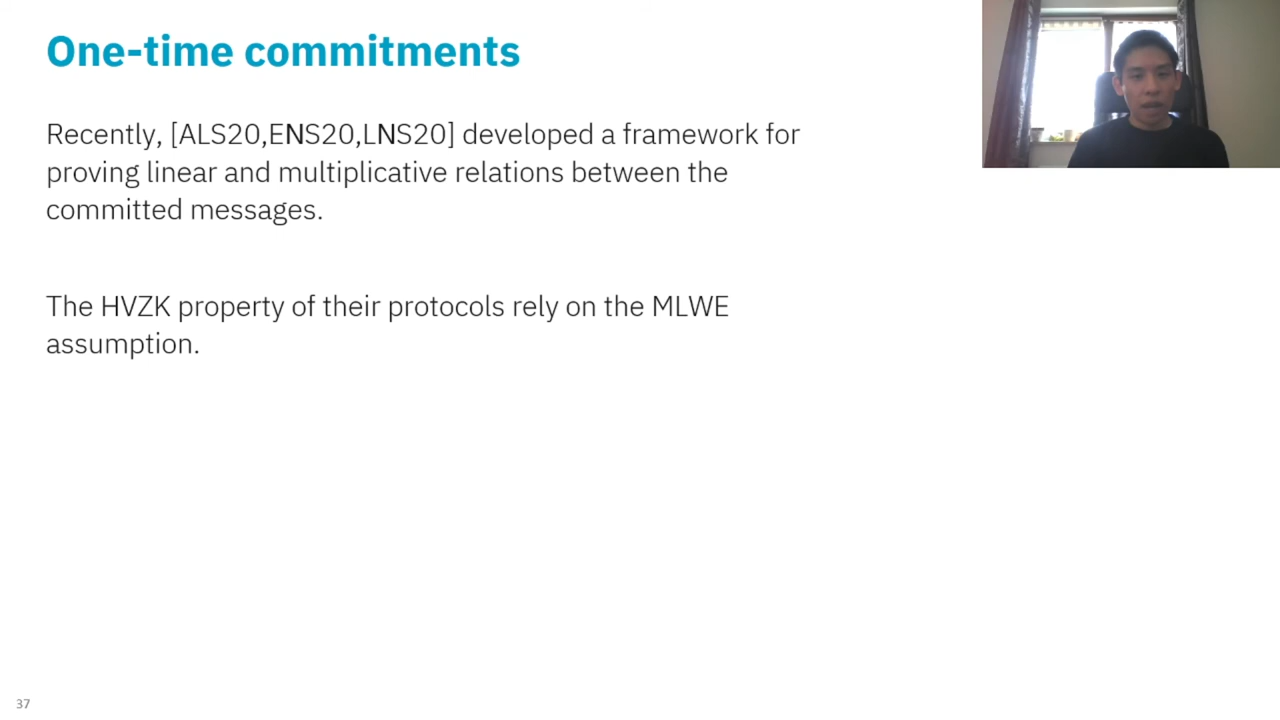 One-time commitments
Recently, [ALS20,ENS20,LNS20] developed a framework for
proving linear and multiplicative relations between the
committed messages.
The HVZK property of their protocols rely on the MLWE
assumption.
37